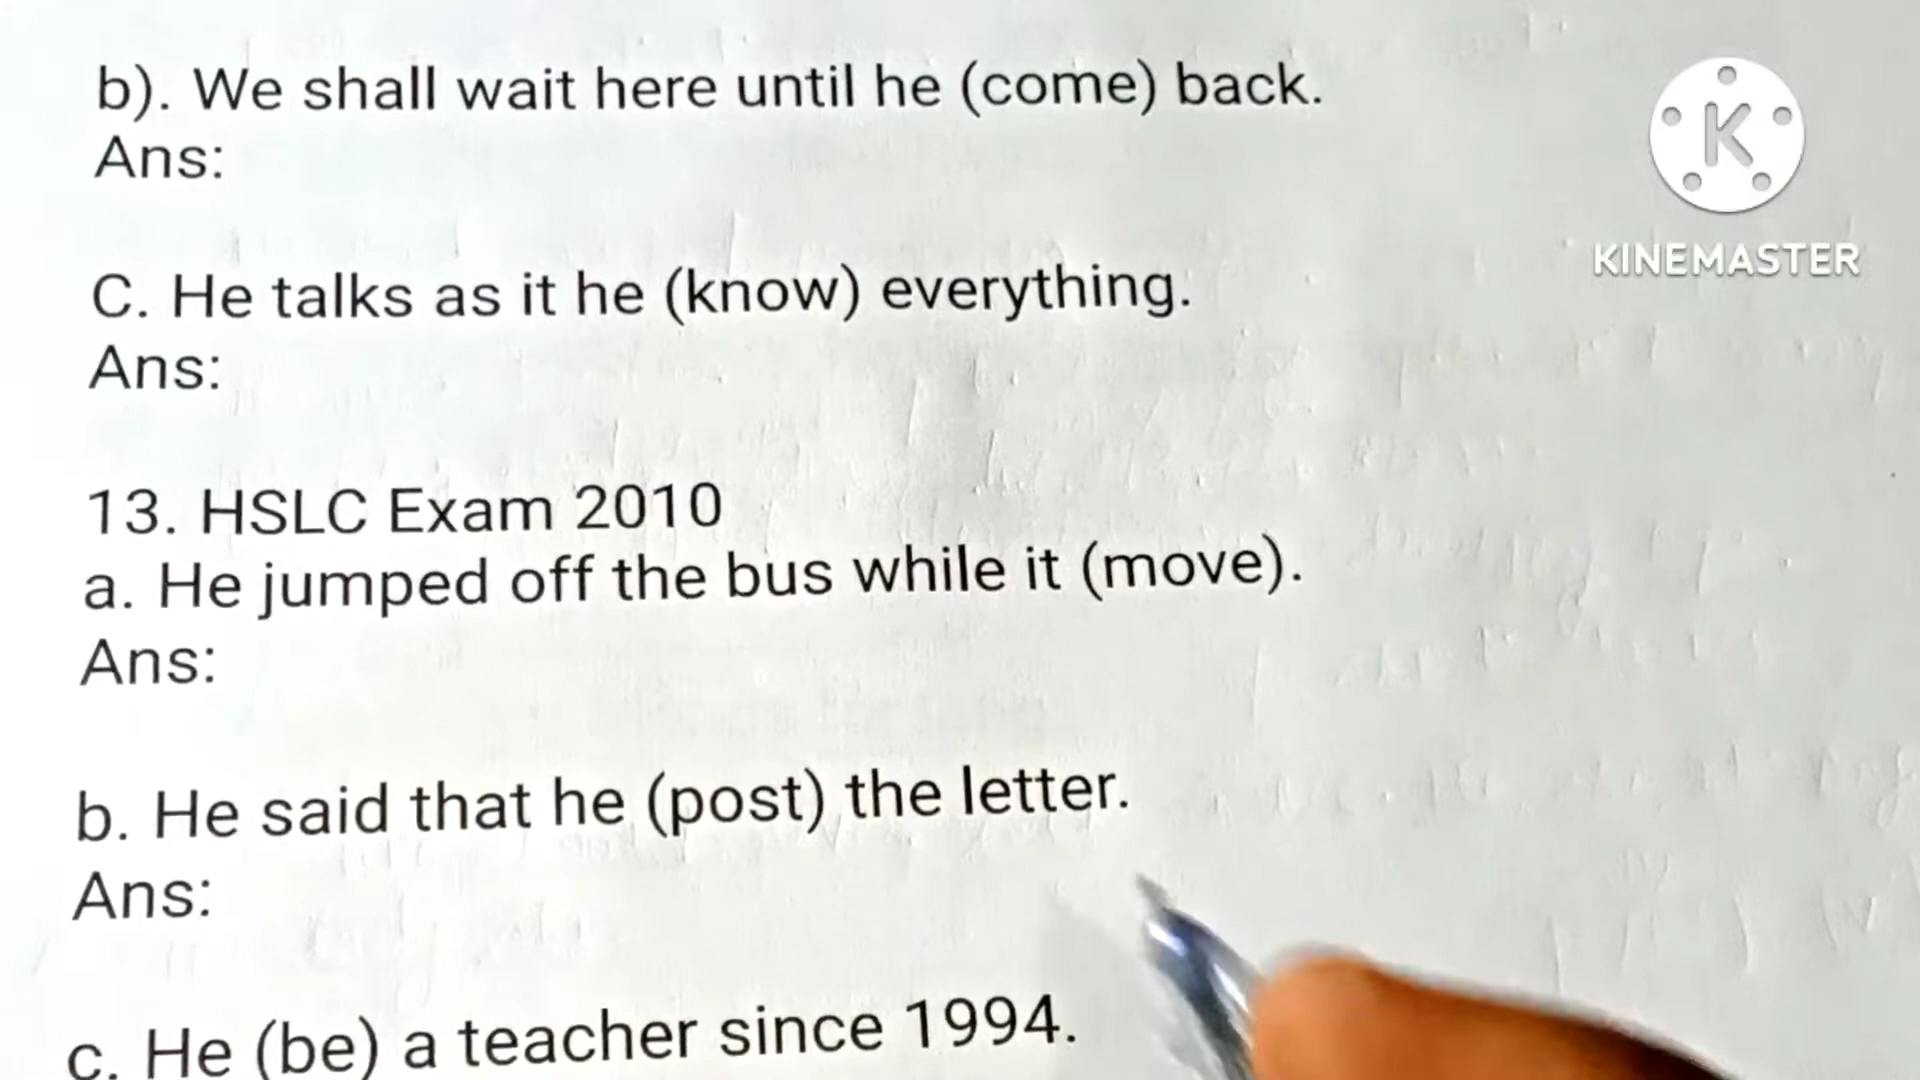 b). We shall wait here until he (come) back.
Ans:
C. He talks as it he (know) everything.
Ans:
13. HSLC Exam 2010
a. He jumped off the bus while it (move).
Ans:
b. He said that he (post) the letter.
Ans:
c. He (be) a teacher since 1994.
K
KINEMASTER